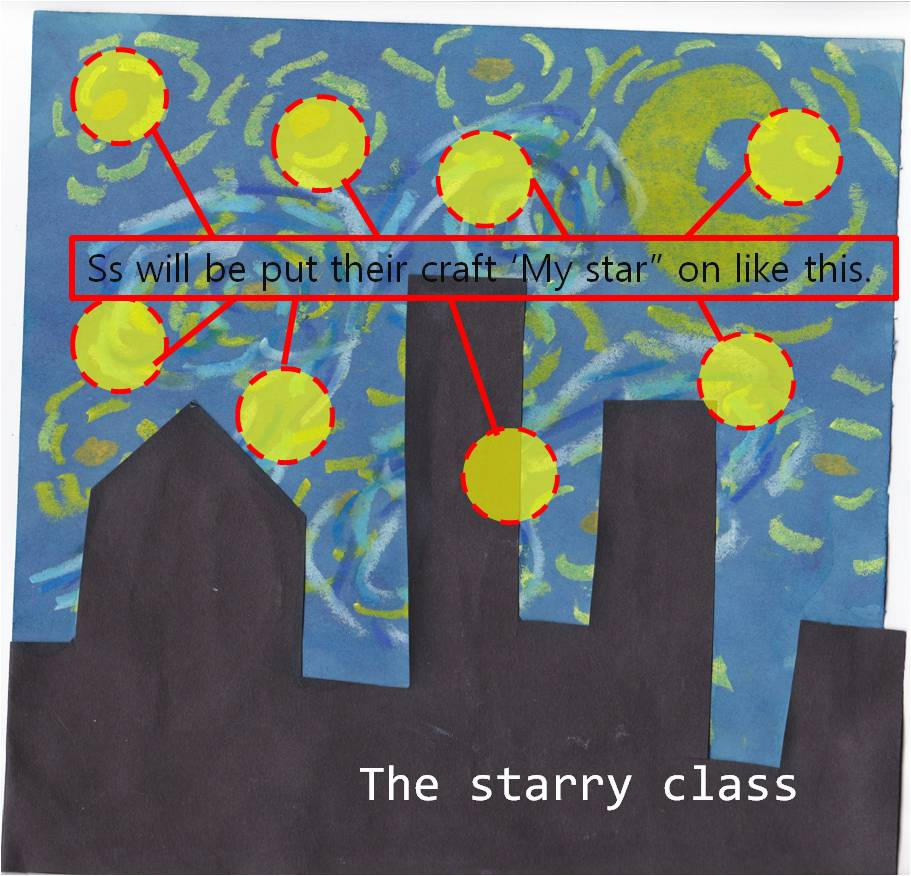 Ss will be put their craft ‘My star” on like this.
The starry class